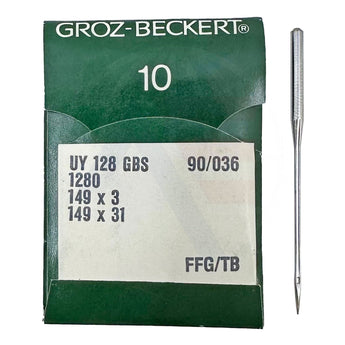 GROZ-BECKERT®
10
UY 128 GBS 90/036
1280
149 x 3
149 x 31
FFG/TB